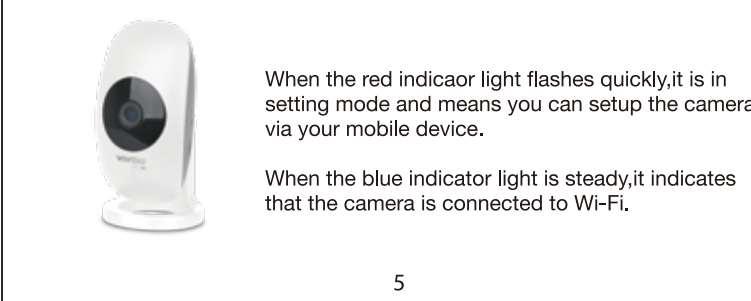 When the red indicaor light flashes quickly,it is in
setting mode and means you can setup the camera
via your mobile device.
When the blue indicator light is steady,it indicates
that the camera is connected to Wi-Fi.
5